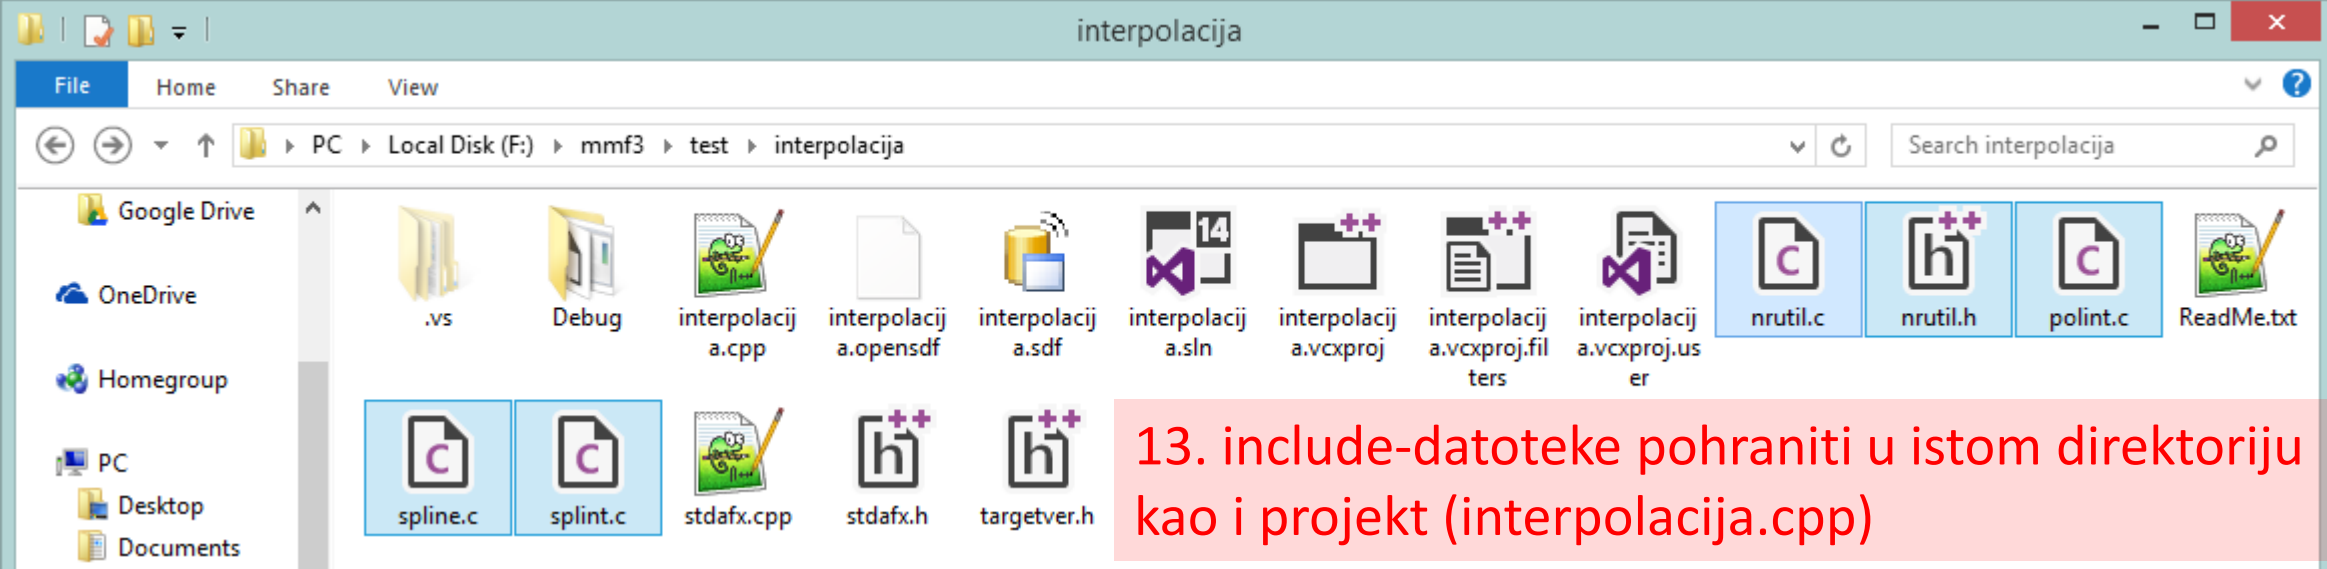 interpolacija
File Home Share View
PC Local Disk (F:) mmf3 test interpolacija
Search interpolacija
Google Drive
OneDrive
Homegroup
PC
Desktop
Documents
14
.vs Debug interpolacij interpolacij interpolacij interpolacij interpolacij interpolacij interpolacij nrutil.c nrutil.h polint.c ReadMe.txt
a.cpp a.opensdf a.sdf a.sln a.vcxproj a.vcxproj.fil a.vcxproj.us
ters er
spline.c splint.c stdafx.cpp stdafx.h targetver.h
13. include-datoteke pohraniti u istom direktoriju
kao i projekt (interpolacija.cpp)